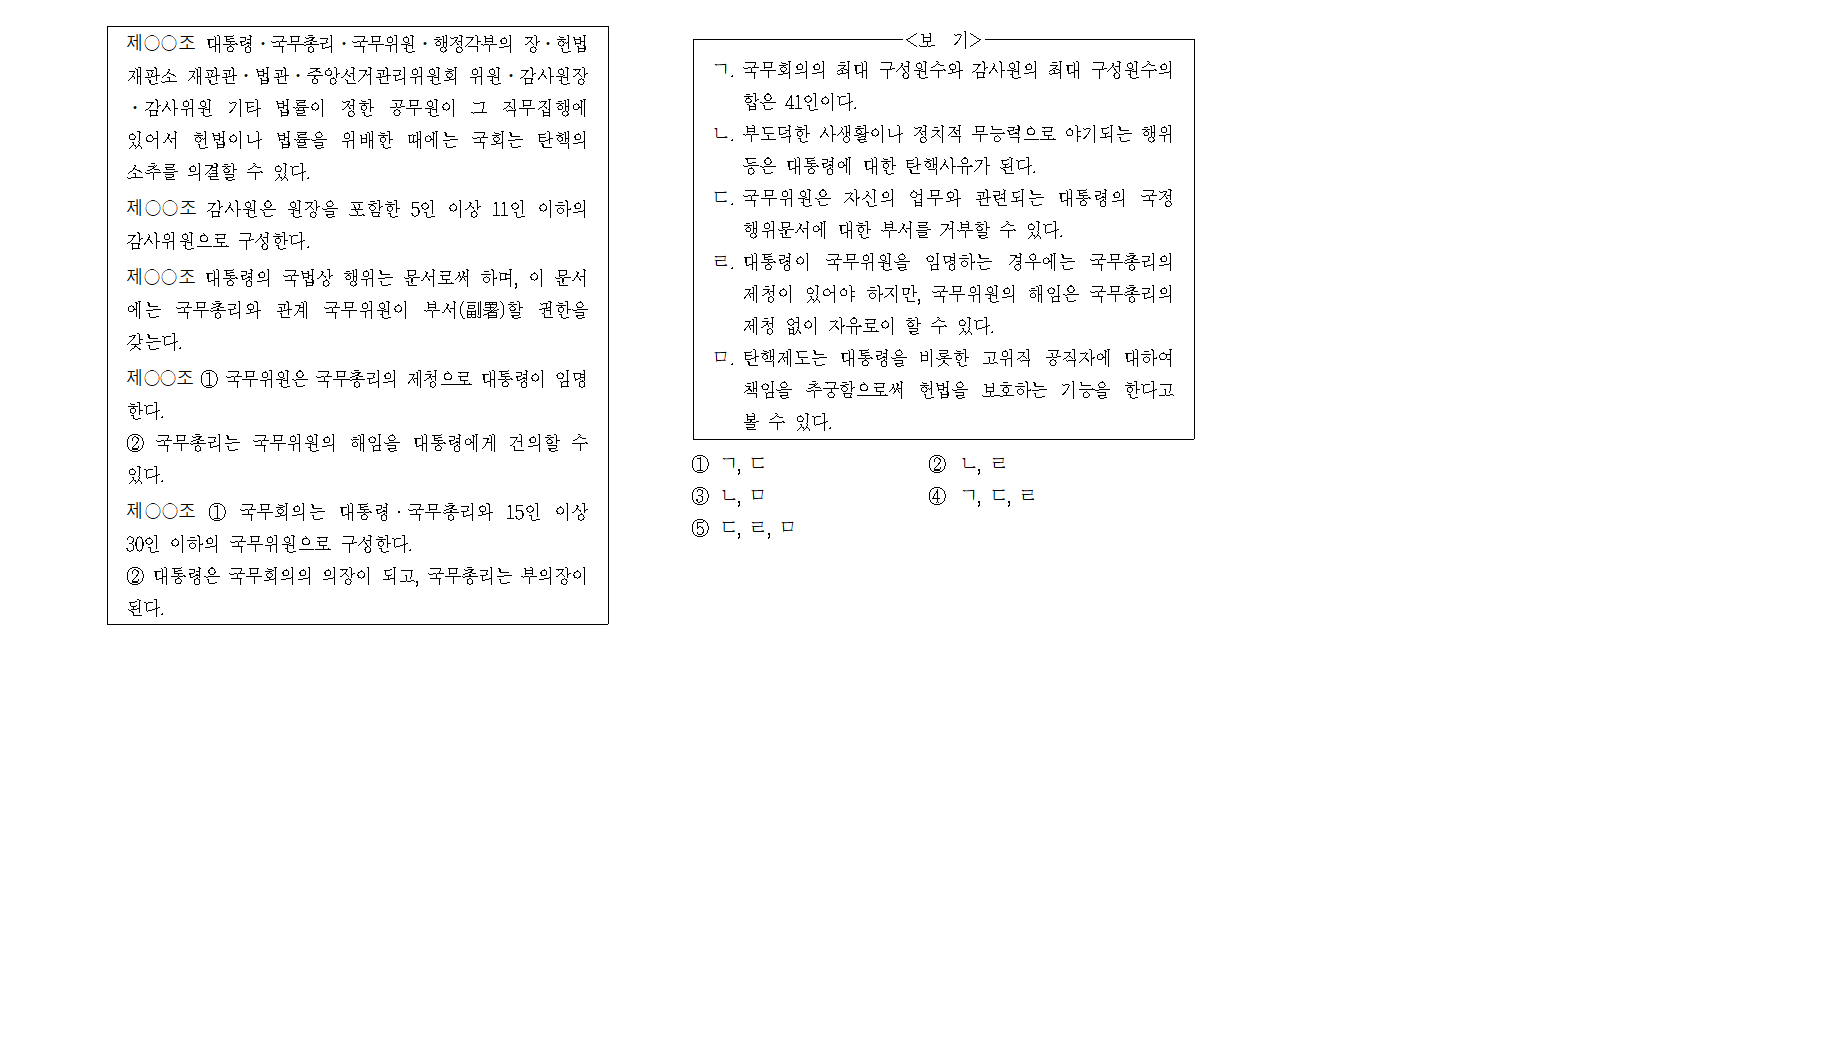 제○○조 대통령·국무총리·국무위원·행정각부의 장·헌법
재판소 재판관·법관·중앙선거관리위원회 위원·감사원장
·감사위원 기타 법률이 정한 공무원이 그 직무집행에
있어서 헌법이나 법률을 위배한 때에는 국회는 탄핵의
소추를 의결할 수 있다.
제○○조 감사원은 원장을 포함한 5인 이상 11인 이하의
감사위원으로 구성한다.
제○○조 대통령의 국법상 행위는 문서로써 하며, 이 문서
에는 국무총리와 관계 국무위원이 부서(副署)할 권한을
갖는다.
제○○조 ① 국무위원은 국무총리의 제청으로 대통령이 임명
한다.
② 국무총리는 국무위원의 해임을 대통령에게 건의할 수
있다.
제○○조 ① 국무회의는 대통령·국무총리와 15인 이상
30인 이하의 국무위원으로 구성한다.
② 대통령은 국무회의의 의장이 되고, 국무총리는 부의장이
된다.
<보 기>
ㄱ. 국무회의의 최대 구성원수와 감사원의 최대 구성원수의
합은 41인이다.
ㄴ. 부도덕한 사생활이나 정치적 무능력으로 야기되는 행위
등은 대통령에 대한 탄핵사유가 된다.
ㄷ. 국무위원은 자신의 업무와 관련되는 대통령의 국정
행위문서에 대한 부서를 거부할 수 있다.
ㄹ. 대통령이 국무위원을 임명하는 경우에는 국무총리의
제청이 있어야 하지만, 국무위원의 해임은 국무총리의
제청 없이 자유로이 할 수 있다.
ㅁ. 탄핵제도는 대통령을 비롯한 고위직 공직자에 대하여
책임을 추궁함으로써 헌법을 보호하는 기능을 한다고
볼 수 있다.
① ㄱ, ㄷ ② ㄴ, ㄹ
③ ㄴ, ㅁ ④ ㄱ, ㄷ, ㄹ
⑤ ㄷ, ㄹ, ㅁ